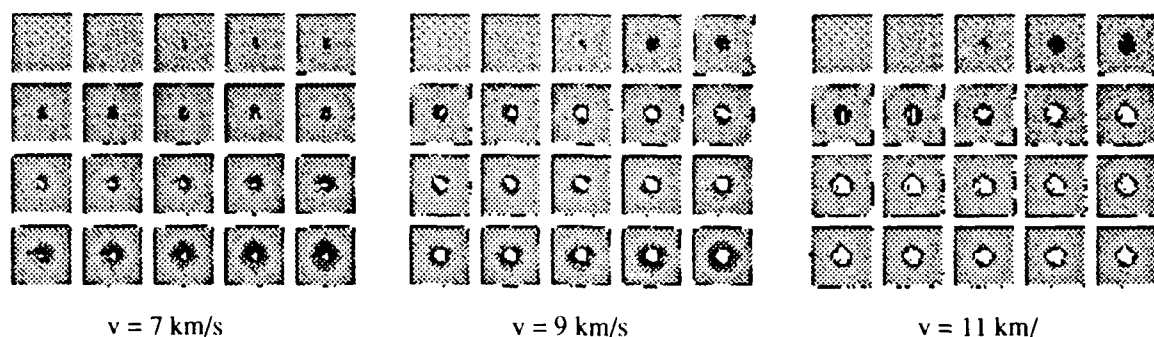 v = 7 km/s
v = 9 km/s
v = 11 km/